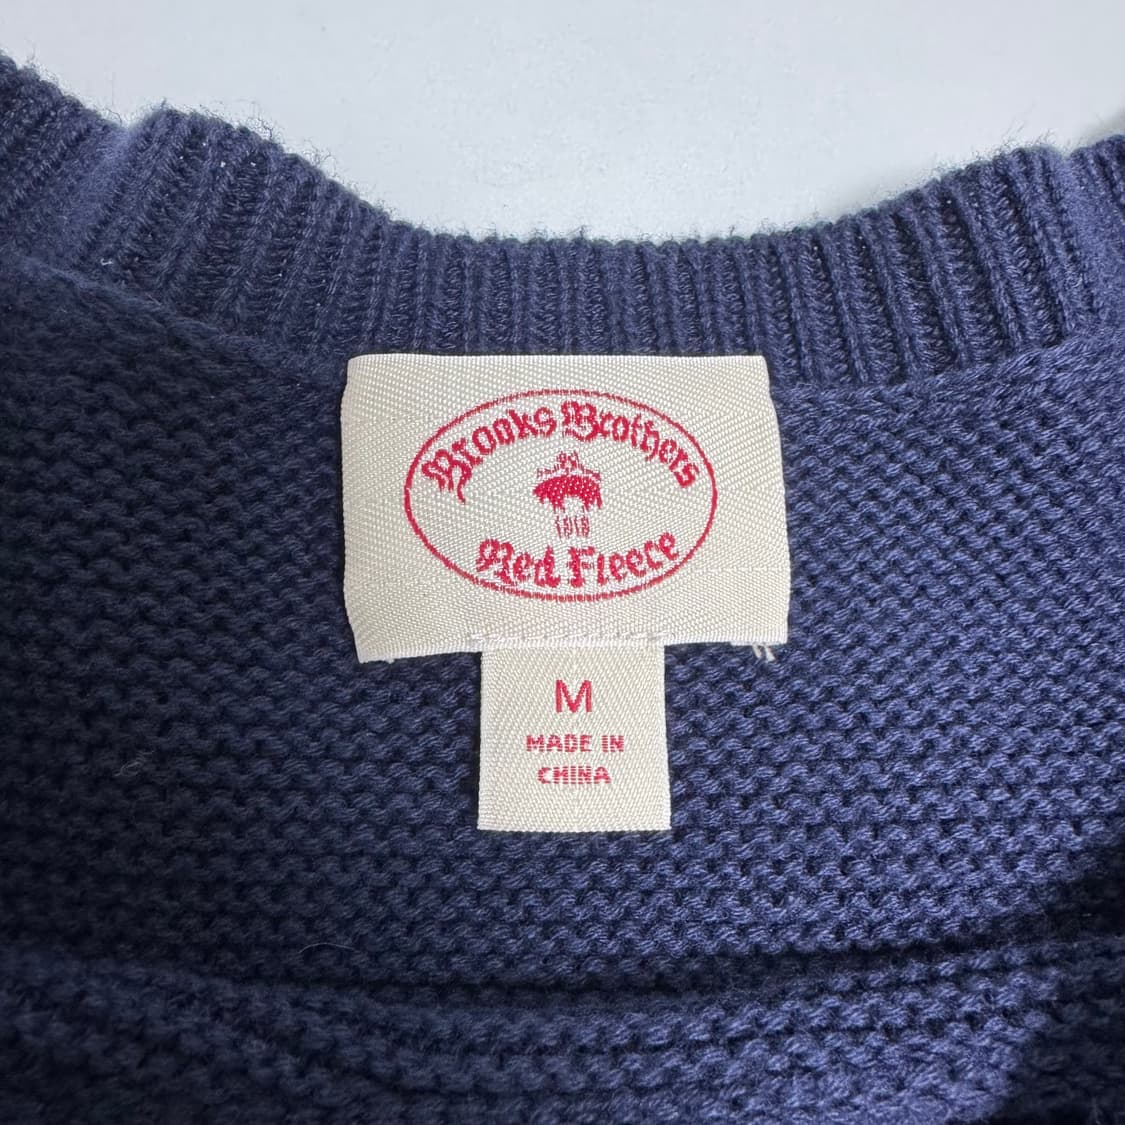 Brooks Brothers
1818
Red Fleece
M
MADE IN
CHINA